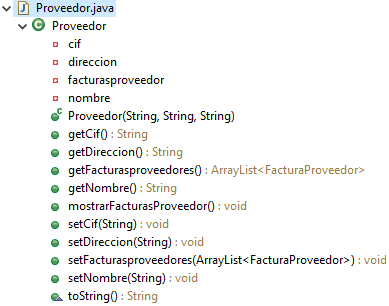 Proveedor.java
Proveedor
cif
direccion
facturasproveedor
nombre
Proveedor(String, String, String)
getCif() : String
getDireccion() : String
getFacturasproveedores() : ArrayList<FacturaProveedor>
getNombre() : String
mostrarFacturasProveedor() : void
setCif(String) : void
setDireccion(String) : void
setFacturasproveedores(ArrayList<FacturaProveedor>) : void
setNombre(String) : void
toString() : String